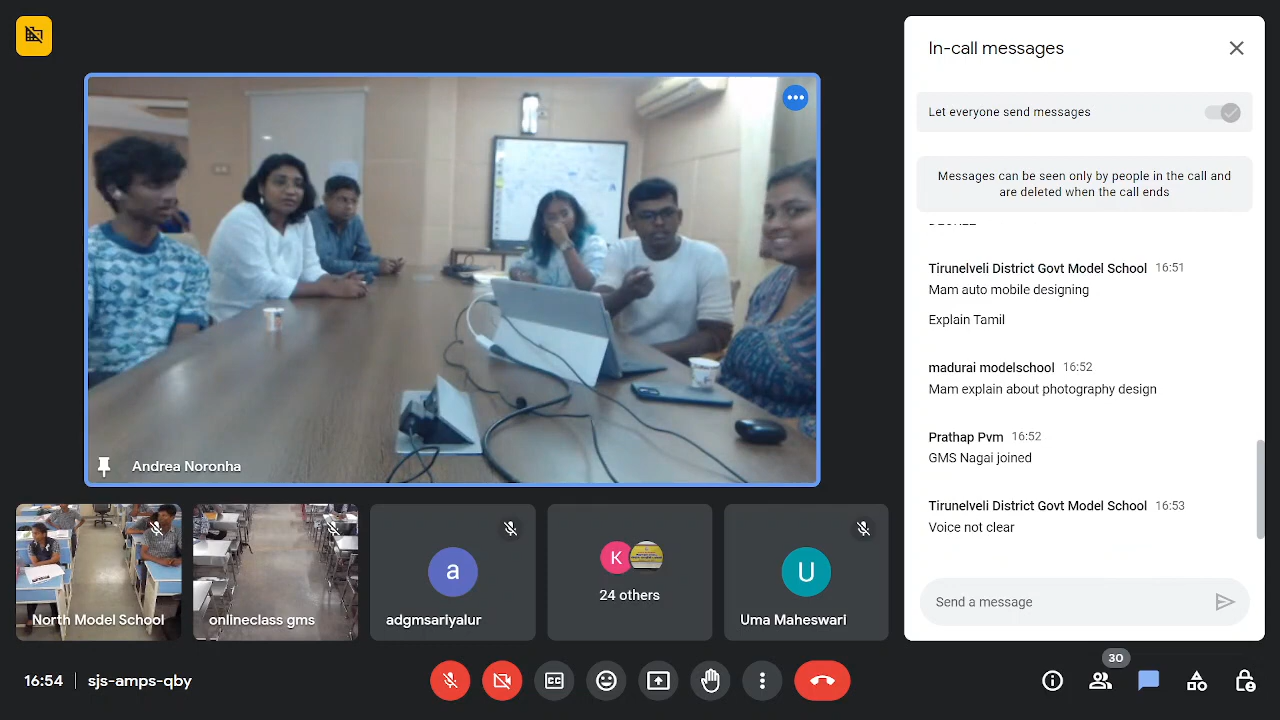 In-call messages
Let everyone send messages
Messages can be seen only by people in the call and
are deleted when the call ends
Tirunelveli District Govt Model School 16:51
Mam auto mobile designing
Explain Tamil
madurai modelschool 16:52
Mam explain about photography design
Prathap Pvm 16:52
GMS Nagai joined
Tirunelveli District Govt Model School 16:53
Voice not clear
Send a message
Andrea Noronha
North Model School
onlineclass gms
a
adgmsariyalur
K
24 others
U
Uma Maheswari
16:54 | sjs-amps-qby
CC
30